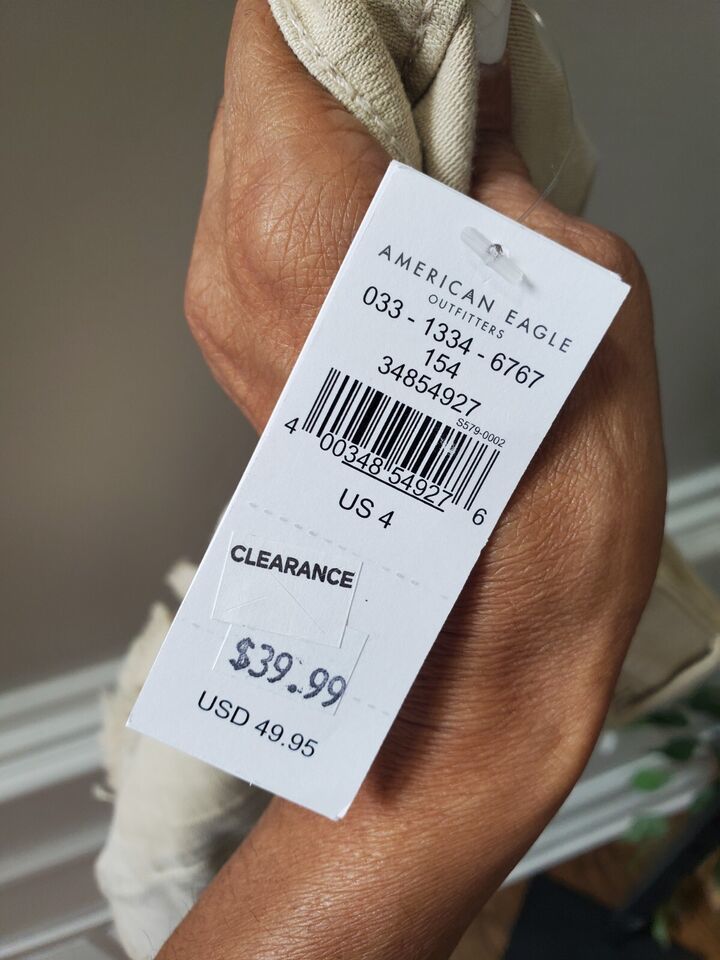 AMERICAN EAGLE
OUTFITTERS
033 - 1334 - 6767
154
34854927
S579-0002
4 00348 54927 6
US 4
CLEARANCE
$39.99
USD 49.95